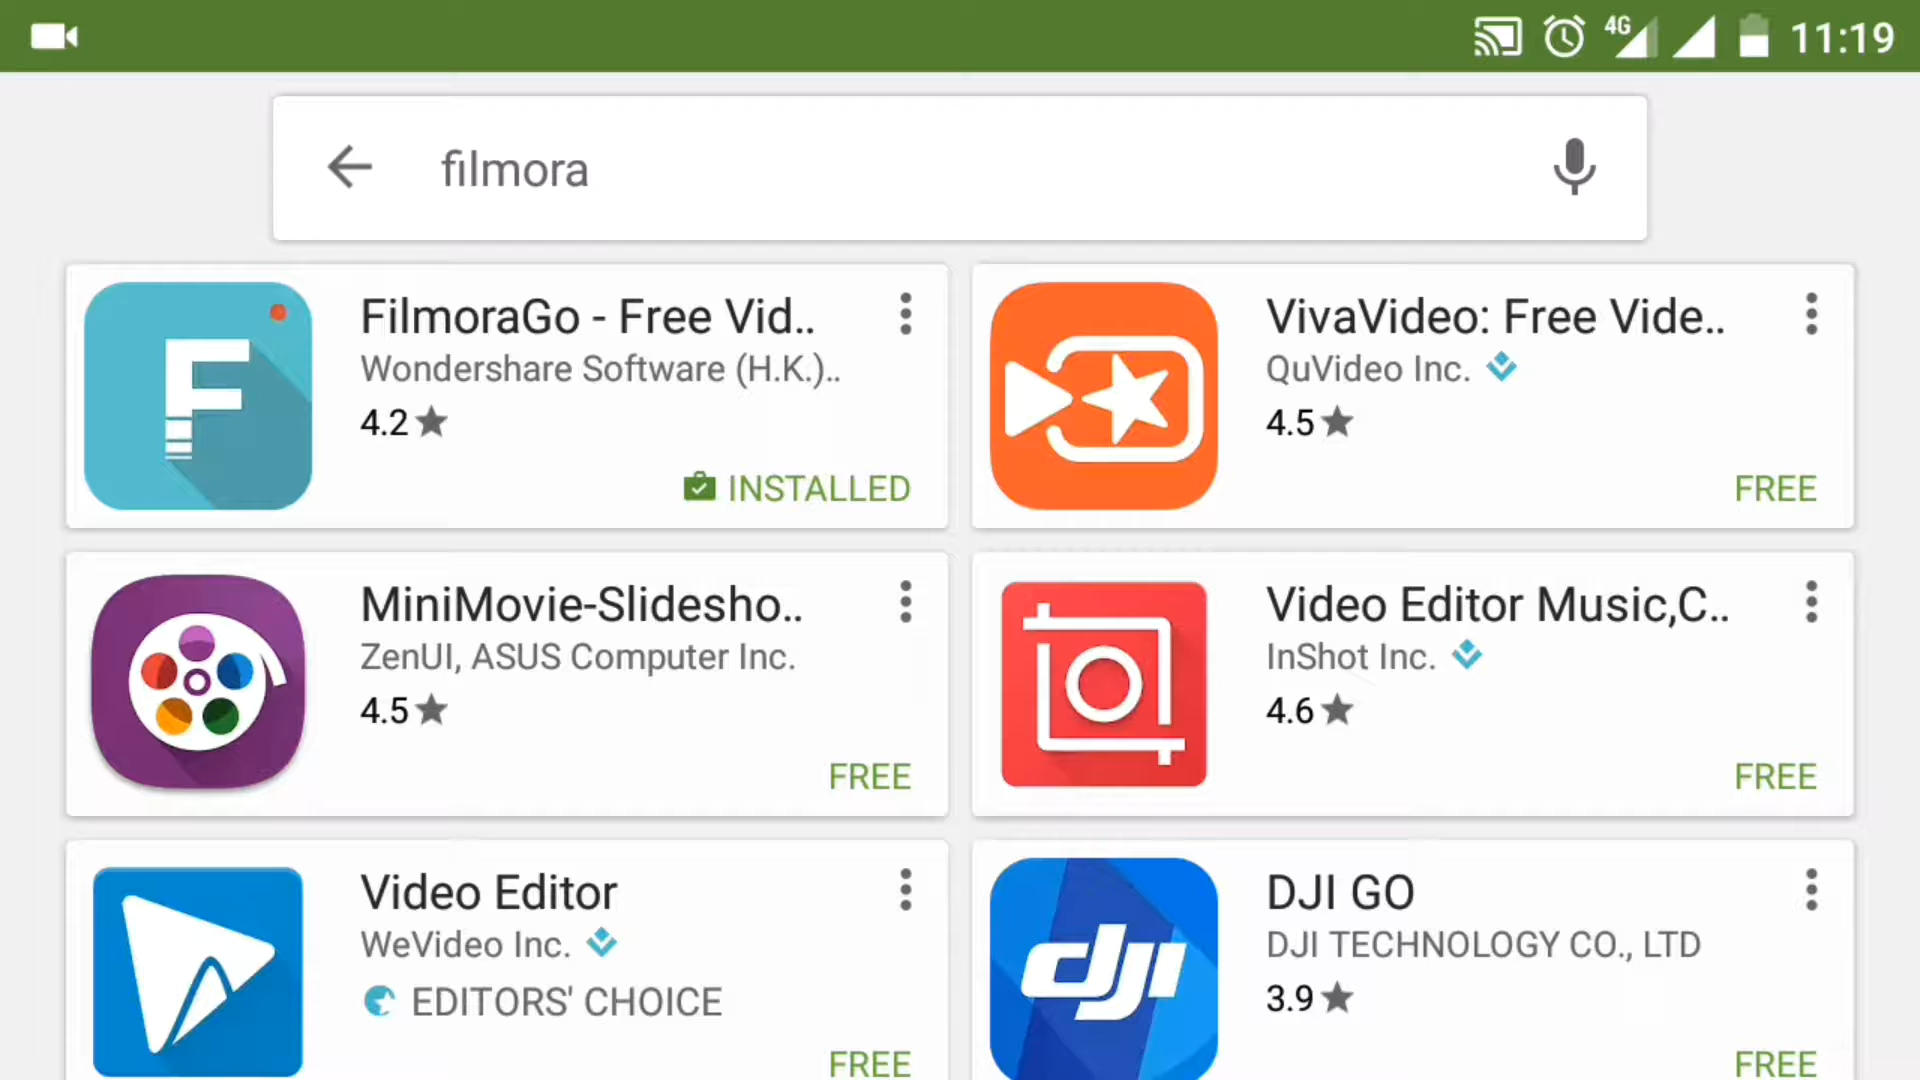 4G 11:19
filmora
FilmoraGo - Free Vid..
Wondershare Software (H.K.)..
4.2
INSTALLED
VivaVideo: Free Vide..
QuVideo Inc.
4.5
FREE
MiniMovie-Slidesho..
ZenUI, ASUS Computer Inc.
4.5
FREE
Video Editor Music,C..
InShot Inc.
4.6
FREE
Video Editor
WeVideo Inc.
EDITORS' CHOICE
FREE
dji
DJI GO
DJI TECHNOLOGY CO., LTD
3.9
FREE